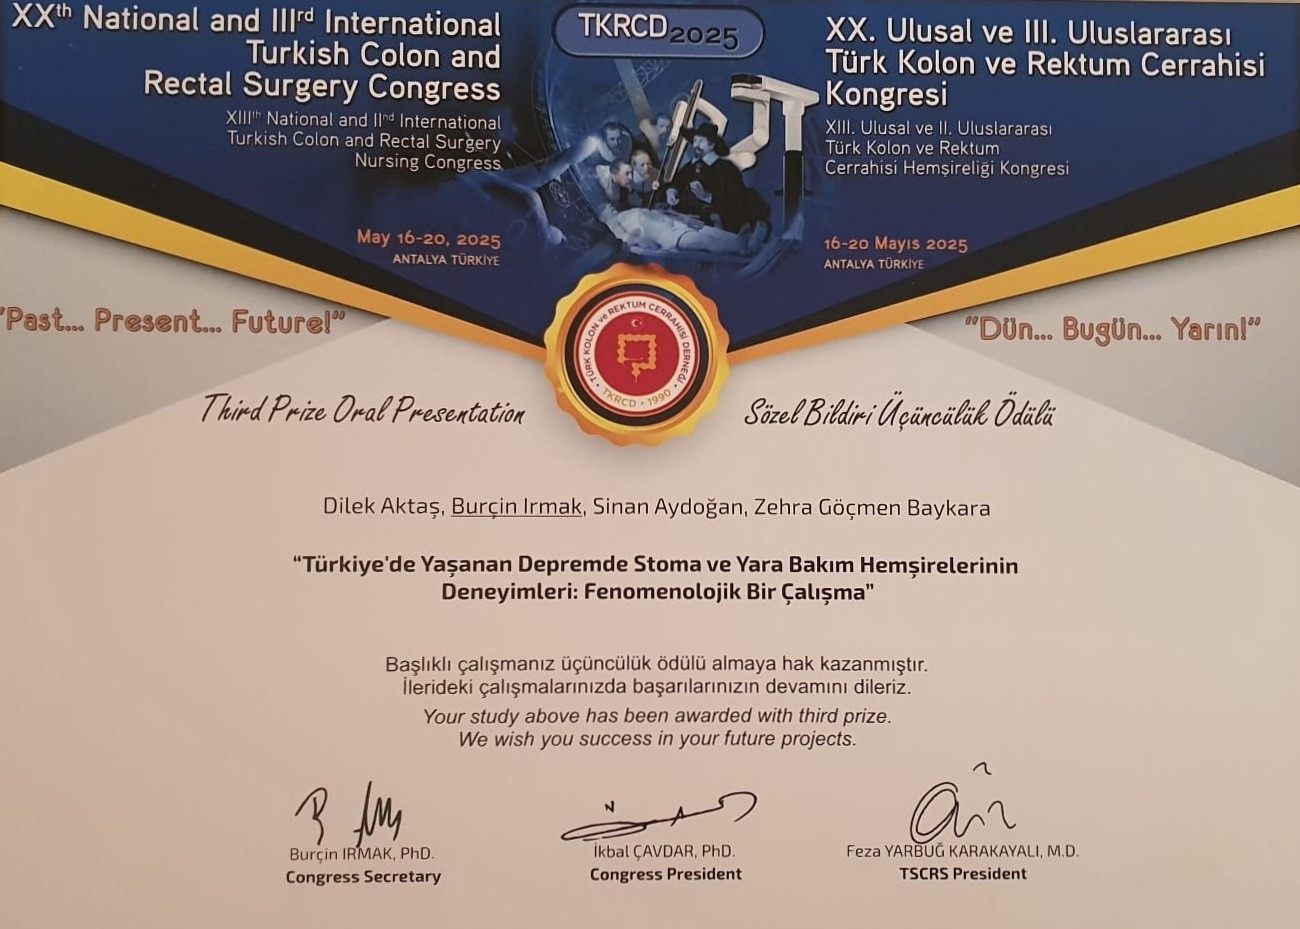 XXth National and IIIrd International
Turkish Colon and
Rectal Surgery Congress
XIIIth National and IInd International
Turkish Colon and Rectal Surgery
Nursing Congress
May 16-20, 2025
ANTALYA TÜRKİYE
TKRCD2025
XX. Ulusal ve III. Uluslararası
Türk Kolon ve Rektum Cerrahisi
Kongresi
XIII. Ulusal ve II. Uluslararası
Türk Kolon ve Rektum
Cerrahisi Hemşireliği Kongresi
16-20 Mayıs 2025
ANTALYA TÜRKİYE
"Past... Present... Future!"
"Dün... Bugün... Yarın!"
TÜRK KOLON ve REKTUM CERRAHİSİ DERNEĞİ
TKRCD • 1990
Third Prize Oral Presentation
Sözel Bildiri Üçüncülük Ödülü
Dilek Aktaş, Burçin Irmak, Sinan Aydoğan, Zehra Göçmen Baykara
“Türkiye'de Yaşanan Depremde Stoma ve Yara Bakım Hemşirelerinin
Deneyimleri: Fenomenolojik Bir Çalışma”
Başlıklı çalışmanız üçüncülük ödülü almaya hak kazanmıştır.
İlerideki çalışmalarınızda başarılarınızın devamını dileriz.
Your study above has been awarded with third prize.
We wish you success in your future projects.
Burçin IRMAK, PhD.
Congress Secretary
İkbal ÇAVDAR, PhD.
Congress President
Feza YARBUĞ KARAKAYALI, M.D.
TSCRS President